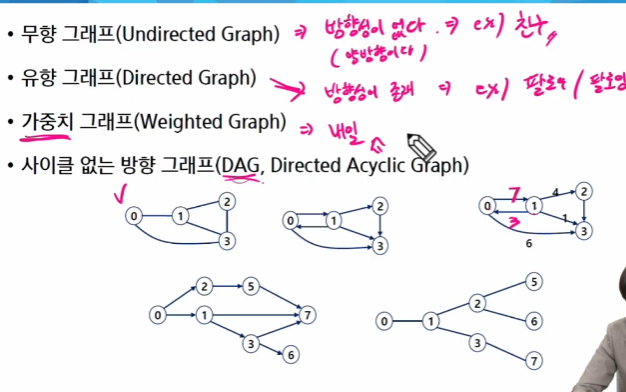 • 무향 그래프(Undirected Graph) ⇒ 방향성이 없다. ⇒ ex) 친구
(양방향이다)
• 유향 그래프(Directed Graph) → 방향성이 존재 ⇒ ex) 팔로우 / 팔로잉
• 가중치 그래프(Weighted Graph) ⇒ 내일
• 사이클 없는 방향 그래프(DAG, Directed Acyclic Graph)
0 1 2 3
0 1 2 3
0 7 1 4 2 3 1 3 6
0 2 5 1 7 3 6
0 1 2 5 6 3 7